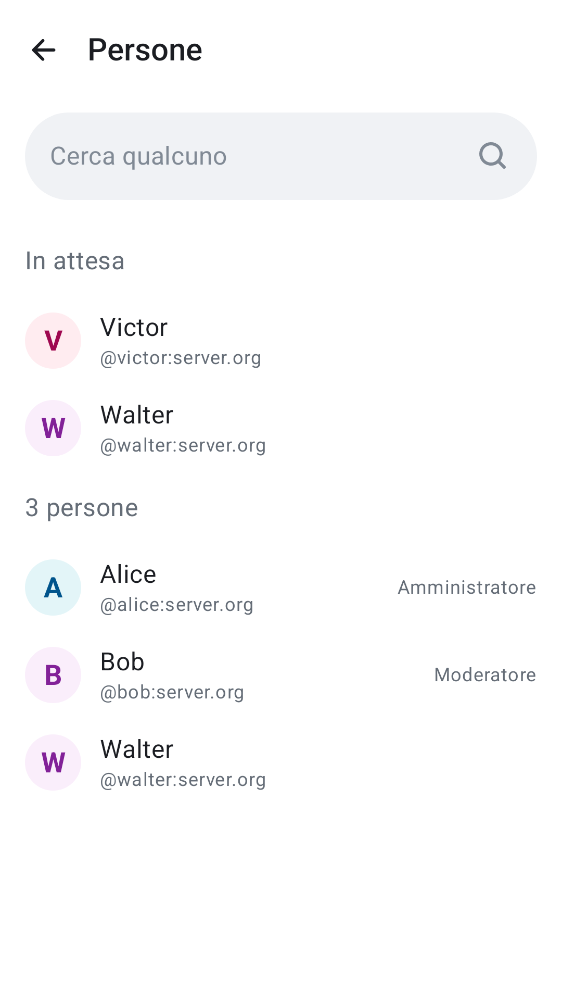 Persone
Cerca qualcuno
In attesa
V
Victor
@victor:server.org
W
Walter
@walter:server.org
3 persone
A
Alice
@alice:server.org
Amministratore
B
Bob
@bob:server.org
Moderatore
W
Walter
@walter:server.org